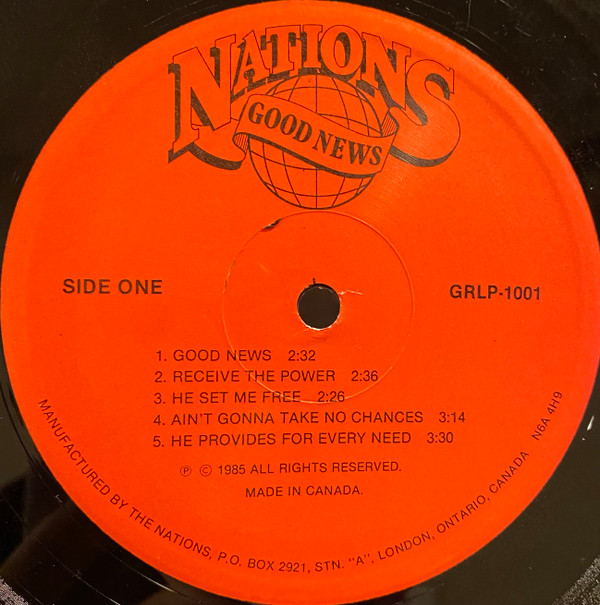 NATIONS
GOOD NEWS
SIDE ONE
GRLP-1001
1. GOOD NEWS 2:32
2. RECEIVE THE POWER 2:36
3. HE SET ME FREE 2:26
4. AIN'T GONNA TAKE NO CHANCES 3:14
5. HE PROVIDES FOR EVERY NEED 3:30
℗ © 1985 ALL RIGHTS RESERVED.
MADE IN CANADA.
MANUFACTURED BY THE NATIONS, P.O. BOX 2921, STN. "A", LONDON, ONTARIO, CANADA N6A 4H9